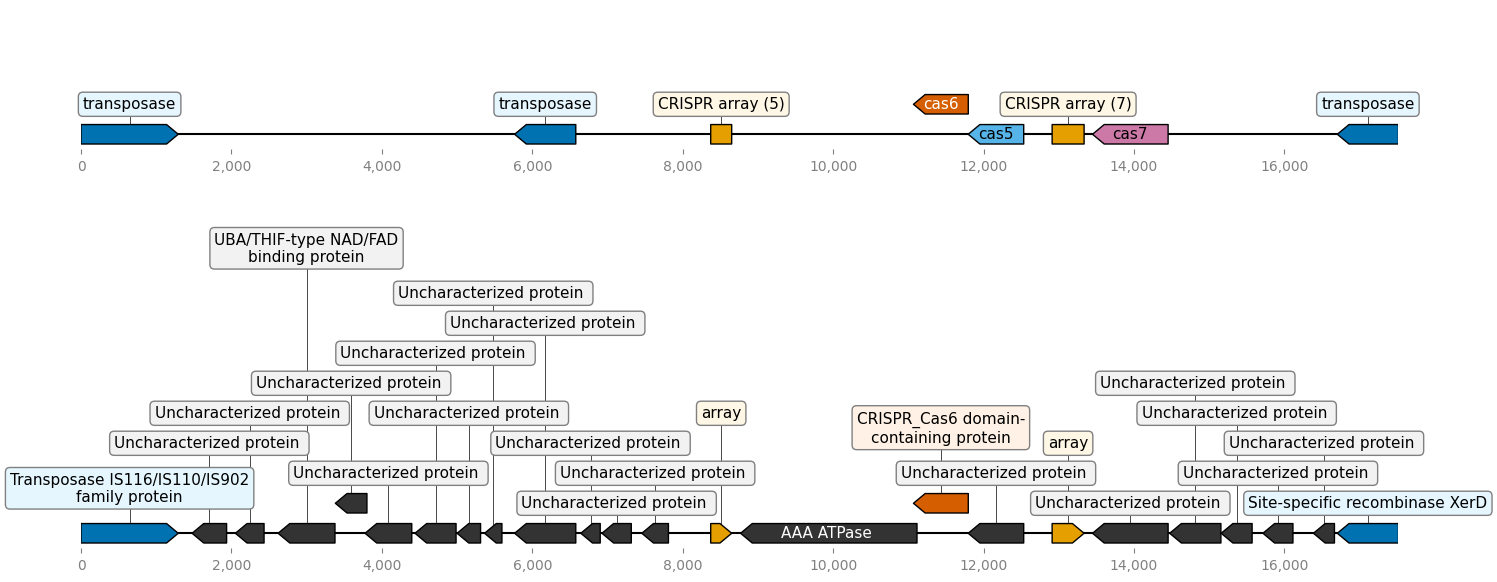 transposase
transposase
CRISPR array (5)
cas6
CRISPR array (7)
transposase
cas5
cas7
0
2,000
4,000
6,000
8,000
10,000
12,000
14,000
16,000
UBA/THIF-type NAD/FAD
binding protein
Uncharacterized protein
Uncharacterized protein
Uncharacterized protein
Uncharacterized protein
Uncharacterized protein
Uncharacterized protein
Uncharacterized protein
array
Uncharacterized protein
Uncharacterized protein
CRISPR_Cas6 domain-
containing protein
Uncharacterized protein
Uncharacterized protein
array
Uncharacterized protein
Transposase IS116/IS110/IS902
family protein
Uncharacterized protein
Uncharacterized protein
Uncharacterized protein
Uncharacterized protein
Uncharacterized protein
Uncharacterized protein
Site-specific recombinase XerD
AAA ATPase
0
2,000
4,000
6,000
8,000
10,000
12,000
14,000
16,000